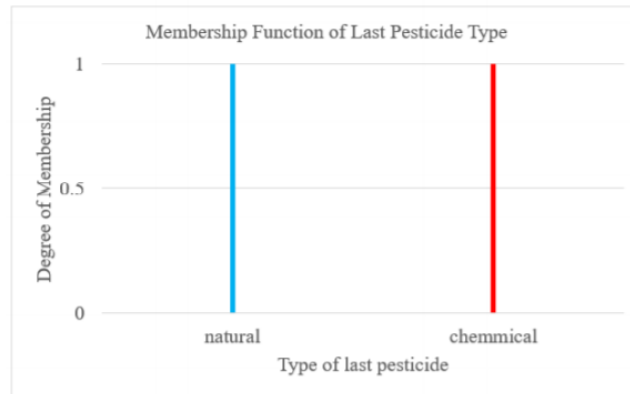 Membership Function of Last Pesticide Type
1
0.5
0
Degree of Membership
natural
chemmical
Type of last pesticide